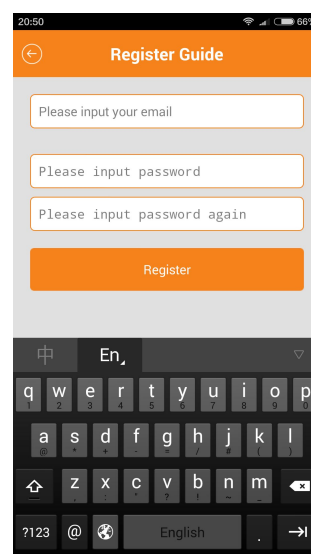 20:50 66%
Register Guide
Please input your email
Please input password
Please input password again
Register
中 En
q w e r t y u i o p
1 2 3 4 5 6 7 8 9 0
a s d f g h j k l
@ * + - = / # ( )
z x c v b n m
, : " ? ! ~ _
?123 @ English . →|